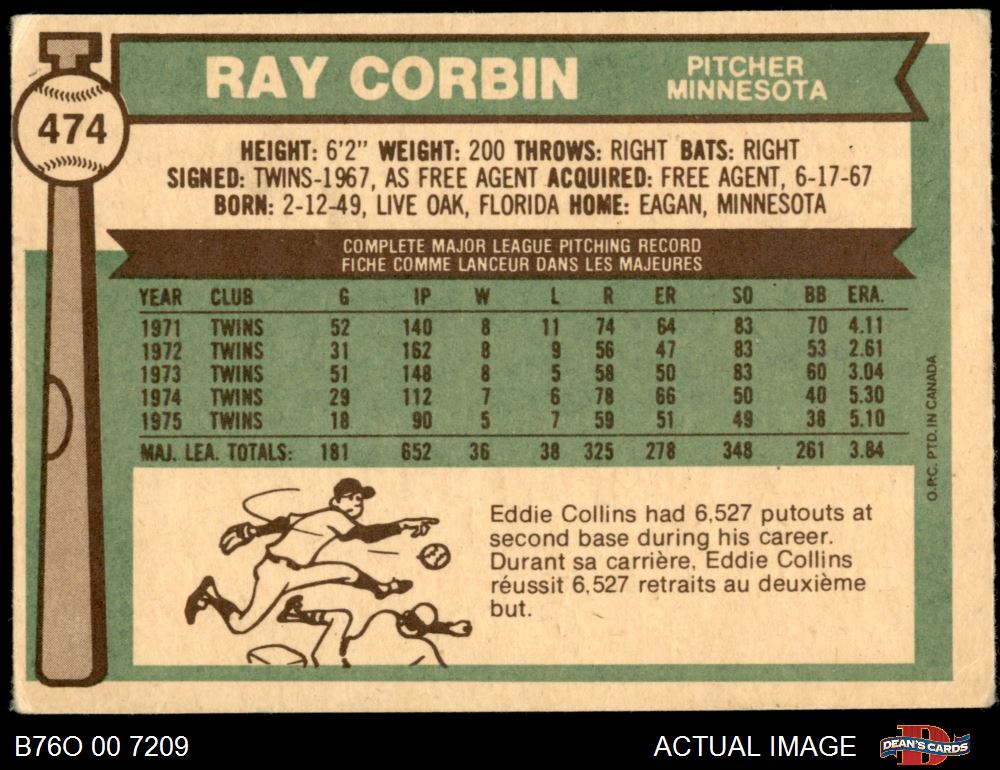 474
RAY CORBIN
PITCHER
MINNESOTA
HEIGHT: 6'2" WEIGHT: 200 THROWS: RIGHT BATS: RIGHT
SIGNED: TWINS-1967, AS FREE AGENT ACQUIRED: FREE AGENT, 6-17-67
BORN: 2-12-49, LIVE OAK, FLORIDA HOME: EAGAN, MINNESOTA
COMPLETE MAJOR LEAGUE PITCHING RECORD
FICHE COMME LANCEUR DANS LES MAJEURES
YEAR CLUB G IP W L R ER SO BB ERA.
1971 TWINS 52 140 8 11 74 64 83 70 4.11
1972 TWINS 31 162 8 9 56 47 83 53 2.61
1973 TWINS 51 148 8 5 58 50 83 60 3.04
1974 TWINS 29 112 7 6 78 66 50 40 5.30
1975 TWINS 18 90 5 7 59 51 49 38 5.10
MAJ. LEA. TOTALS: 181 652 36 38 325 278 348 261 3.84
Eddie Collins had 6,527 putouts at
second base during his career.
Durant sa carrière, Eddie Collins
réussit 6,527 retraits au deuxième
but.
O.P.C. PTD. IN CANADA
B76O 00 7209
ACTUAL IMAGE
D
DEAN'S CARDS